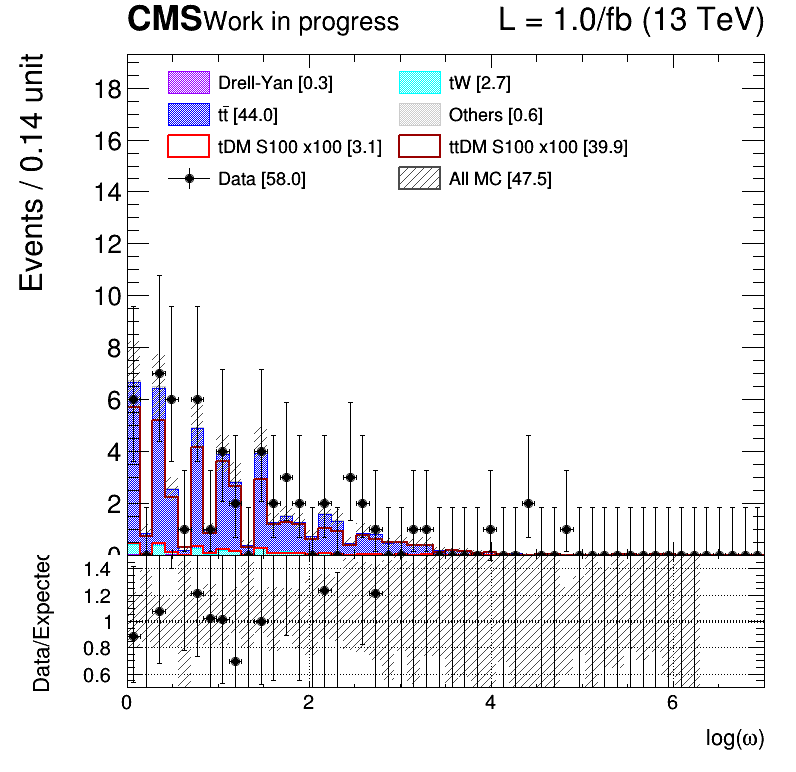 CMS Work in progress L = 1.0/fb (13 TeV)
Events / 0.14 unit
Drell-Yan [0.3] tW [2.7]
tt̄ [44.0] Others [0.6]
tDM S100 x100 [3.1] ttDM S100 x100 [39.9]
Data [58.0] All MC [47.5]
18
16
14
12
10
8
6
4
2
0
Data/Expected
1.4
1.2
1
0.8
0.6
0 2 4 6
log(ω)